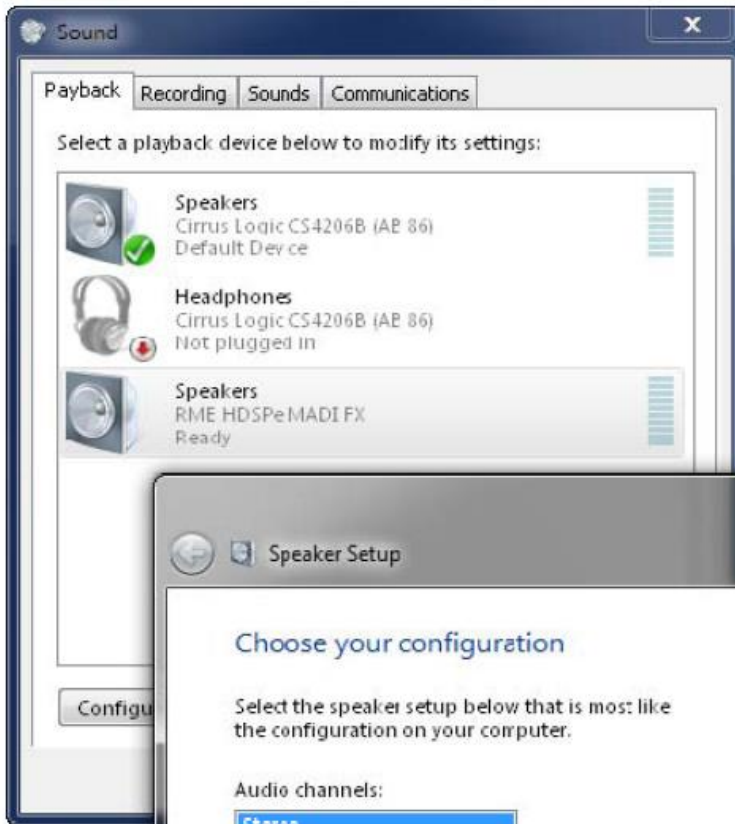 Sound
Playback Recording Sounds Communications
Select a playback device below to modify its settings:
Speakers
Cirrus Logic CS4206B (AB 86)
Default Device
Headphones
Cirrus Logic CS4206B (AB 86)
Not plugged in
Speakers
RME HDSPe MADI FX
Ready
Speaker Setup
Choose your configuration
Configu
Select the speaker setup below that is most like
the configuration on your computer.
Audio channels:
Stereo